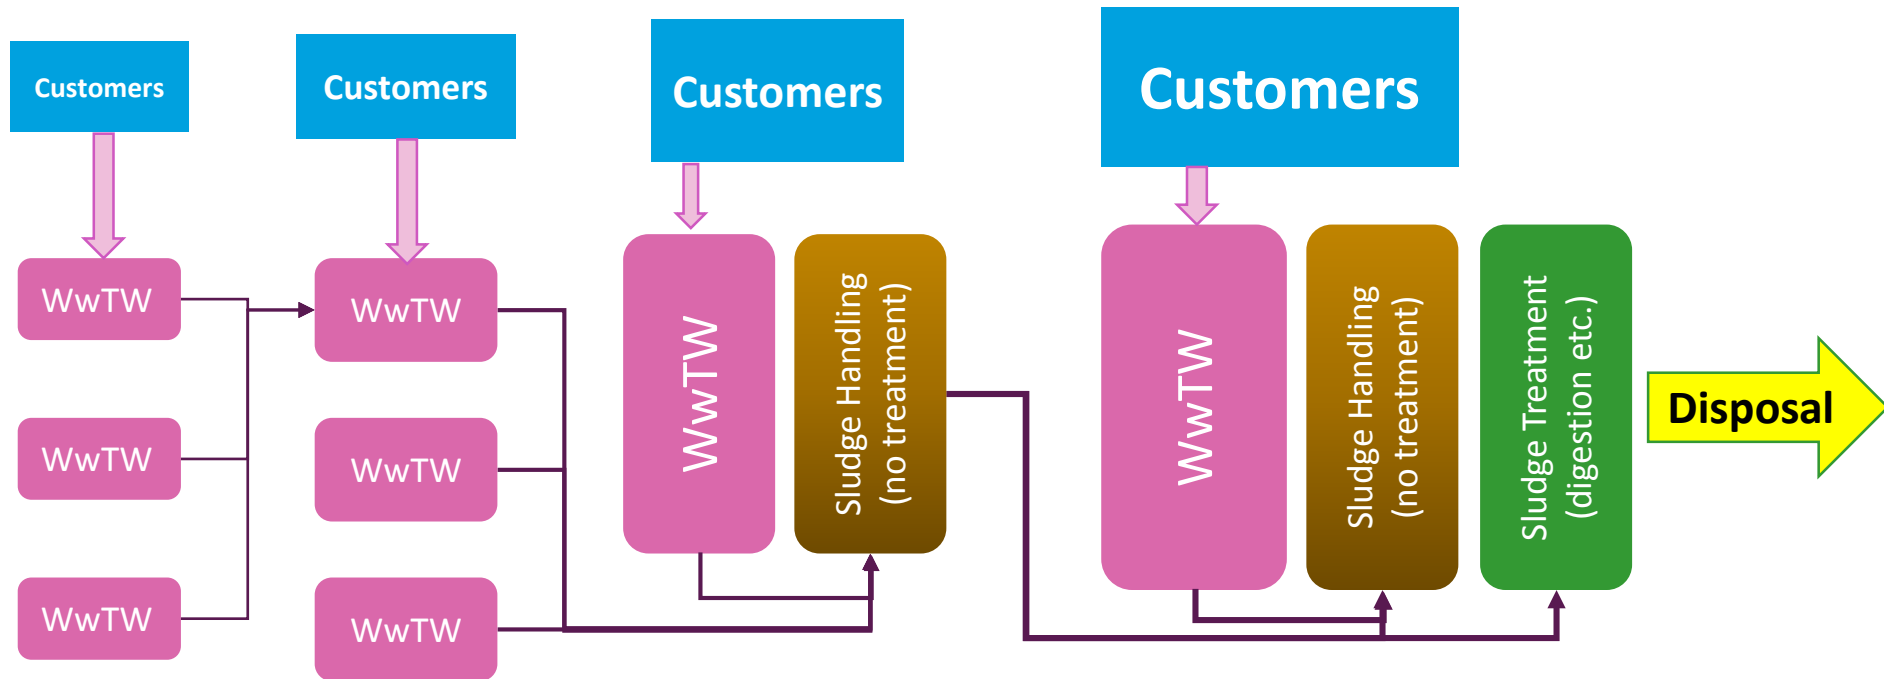 Customers
Customers
Customers
Customers
WwTW
WwTW
WwTW
WwTW
WwTW
WwTW
WwTW
Sludge Handling
(no treatment)
WwTW
Sludge Handling
(no treatment)
Sludge Treatment
(digestion etc.)
Disposal